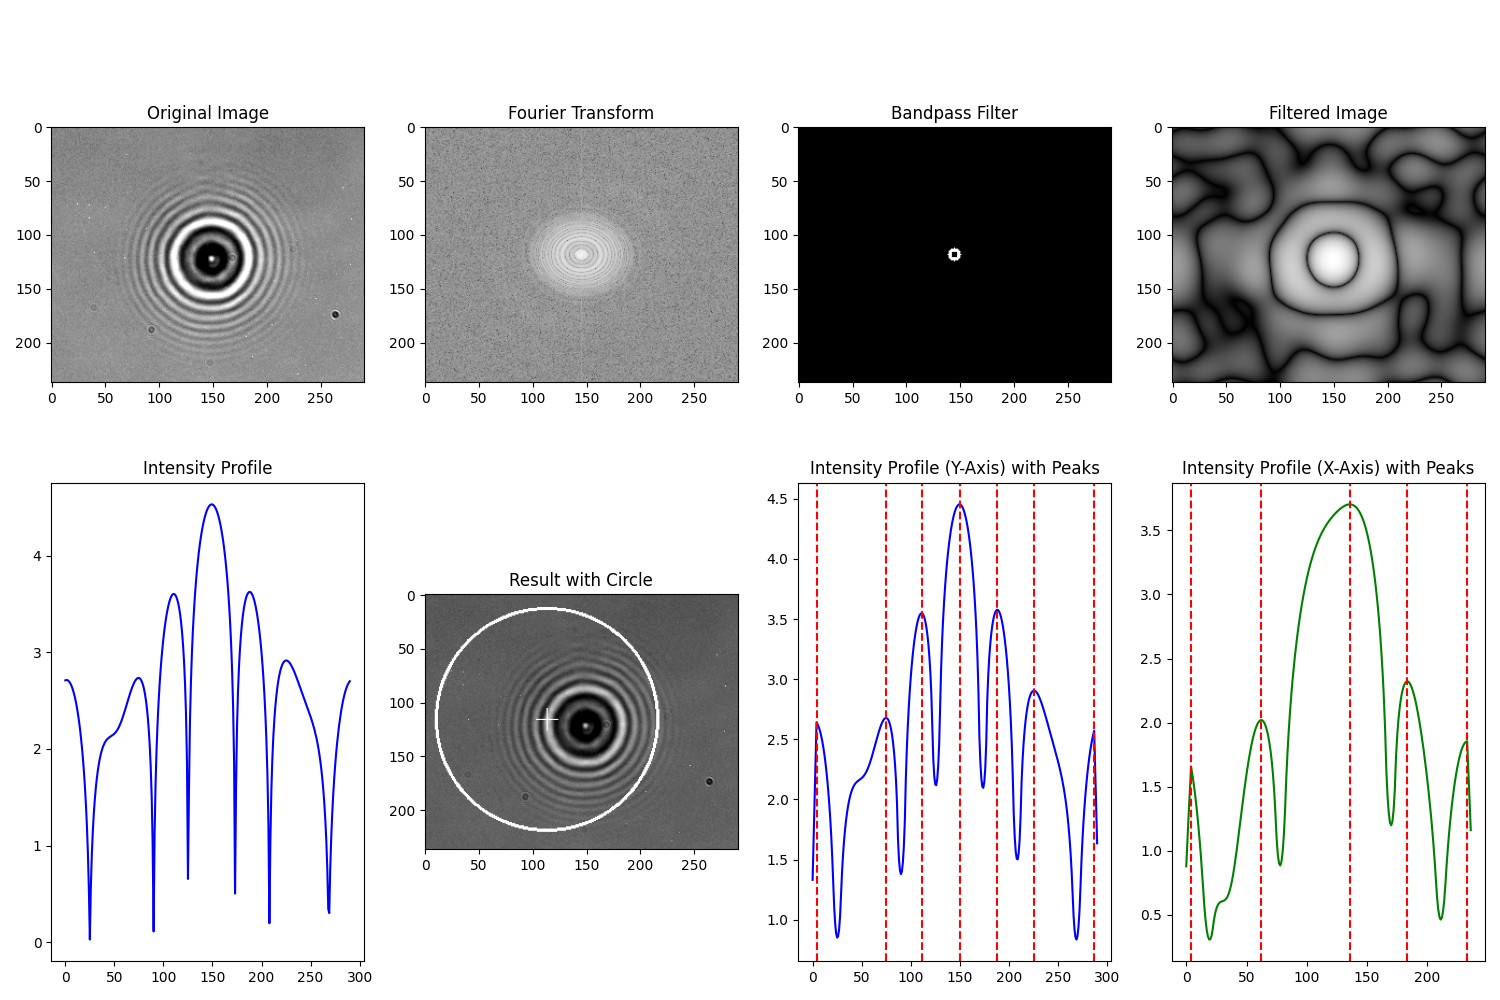 Original Image
Fourier Transform
Bandpass Filter
Filtered Image
0
50
100
150
200
0 50 100 150 200 250
0
50
100
150
200
0 50 100 150 200 250
0
50
100
150
200
0 50 100 150 200 250
0
50
100
150
200
0 50 100 150 200 250
Intensity Profile
4
3
2
1
0
0 50 100 150 200 250 300
Result with Circle
0
50
100
150
200
0 50 100 150 200 250
Intensity Profile (Y-Axis) with Peaks
4.5
4.0
3.5
3.0
2.5
2.0
1.5
1.0
0 50 100 150 200 250 300
Intensity Profile (X-Axis) with Peaks
3.5
3.0
2.5
2.0
1.5
1.0
0.5
0 50 100 150 200